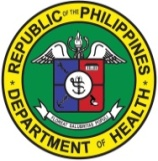 REPUBLIC OF THE PHILIPPINES
DEPARTMENT OF HEALTH